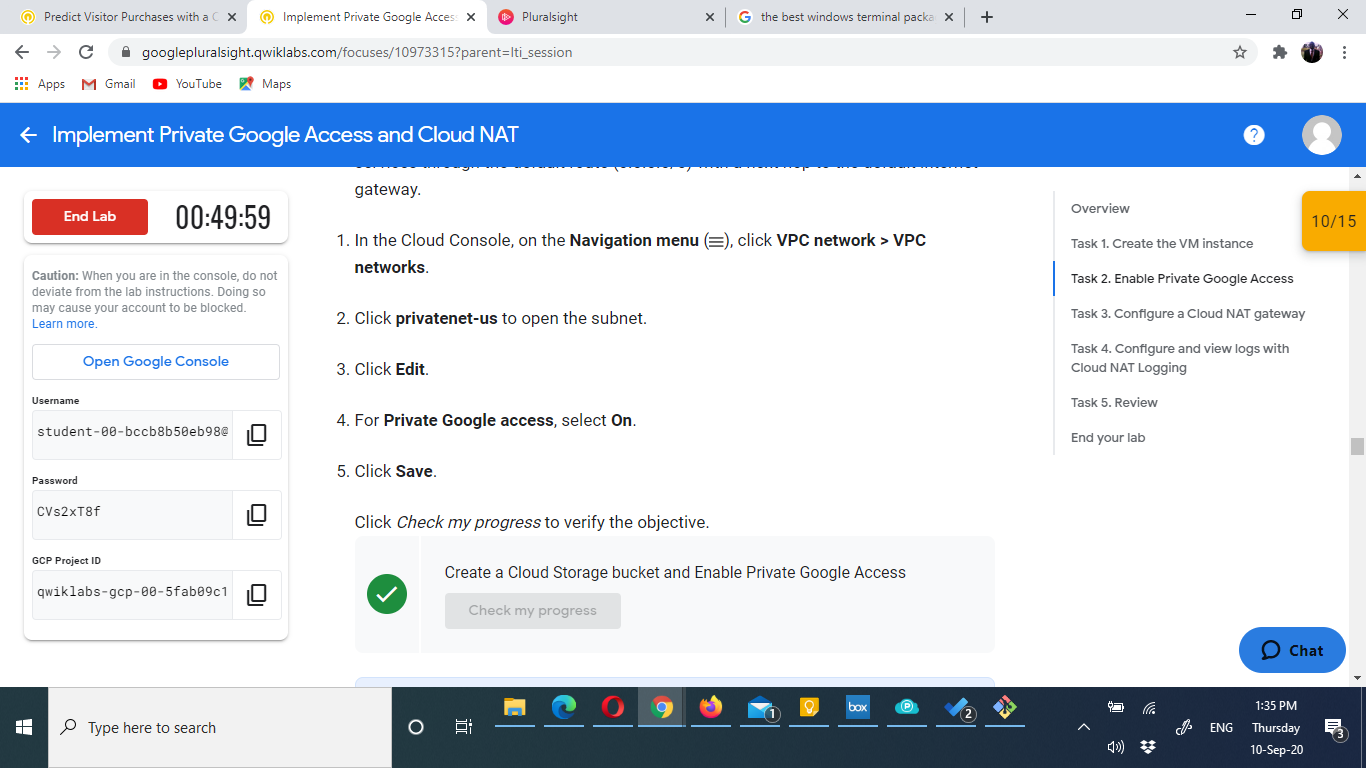 Predict Visitor Purchases with a C
Implement Private Google Access
Pluralsight
the best windows terminal packa
googlepluralsight.qwiklabs.com/focuses/10973315?parent=lti_session
Apps
Gmail
YouTube
Maps
Implement Private Google Access and Cloud NAT
?
End Lab
00:49:59
Caution: When you are in the console, do not
deviate from the lab instructions. Doing so
may cause your account to be blocked.
Learn more.
Open Google Console
Username
student-00-bccb8b50eb98@
Password
CVs2xT8f
GCP Project ID
qwiklabs-gcp-00-5fab09c1
gateway.
1. In the Cloud Console, on the Navigation menu (≡), click VPC network > VPC
networks.
2. Click privatenet-us to open the subnet.
3. Click Edit.
4. For Private Google access, select On.
5. Click Save.
Click Check my progress to verify the objective.
Create a Cloud Storage bucket and Enable Private Google Access
Check my progress
Overview
Task 1. Create the VM instance
Task 2. Enable Private Google Access
Task 3. Configure a Cloud NAT gateway
Task 4. Configure and view logs with
Cloud NAT Logging
Task 5. Review
End your lab
10/15
Chat
Type here to search
1
box
2
ENG
1:35 PM
Thursday
10-Sep-20
3